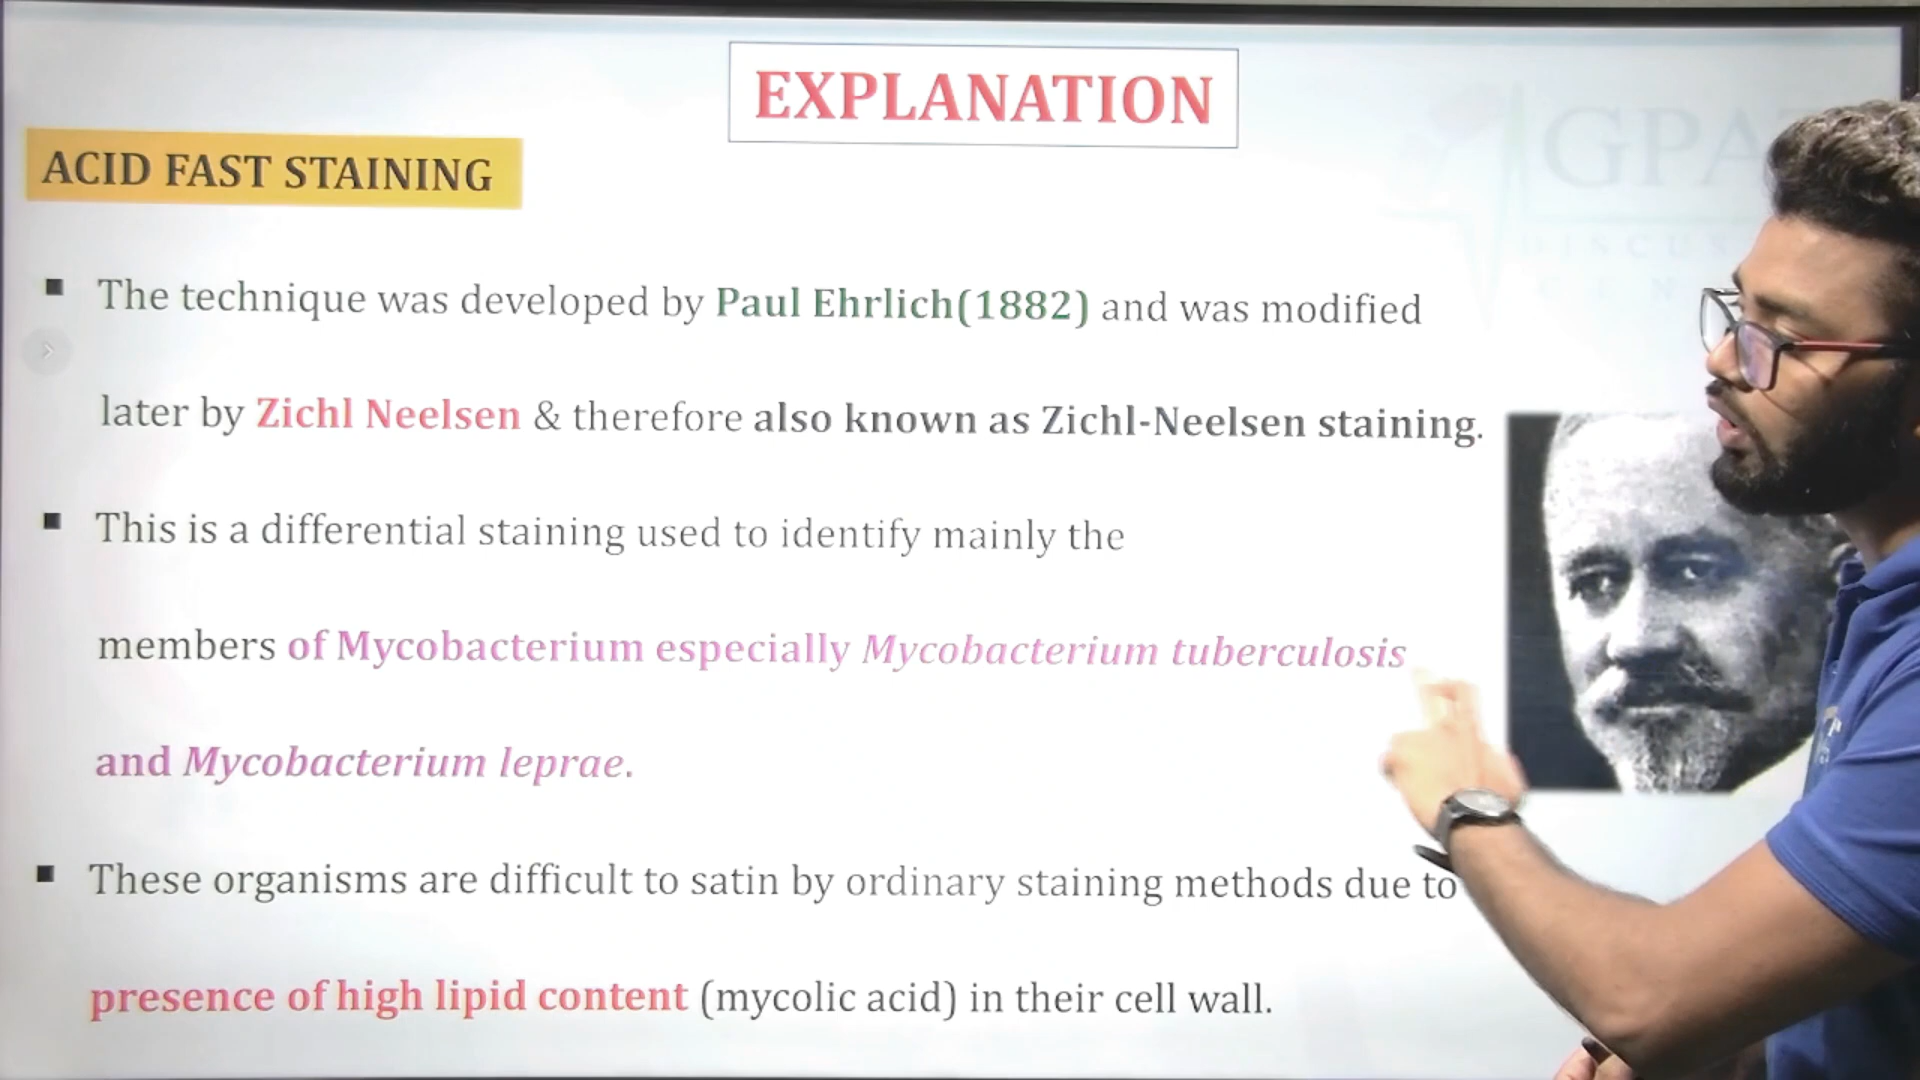 EXPLANATION
GPA
DISCUS
CEN
ACID FAST STAINING
▪ The technique was developed by Paul Ehrlich(1882) and was modified
later by Zichl Neelsen & therefore also known as Zichl-Neelsen staining.
▪ This is a differential staining used to identify mainly the
members of Mycobacterium especially Mycobacterium tuberculosis
and Mycobacterium leprae.
▪ These organisms are difficult to satin by ordinary staining methods due to
presence of high lipid content (mycolic acid) in their cell wall.